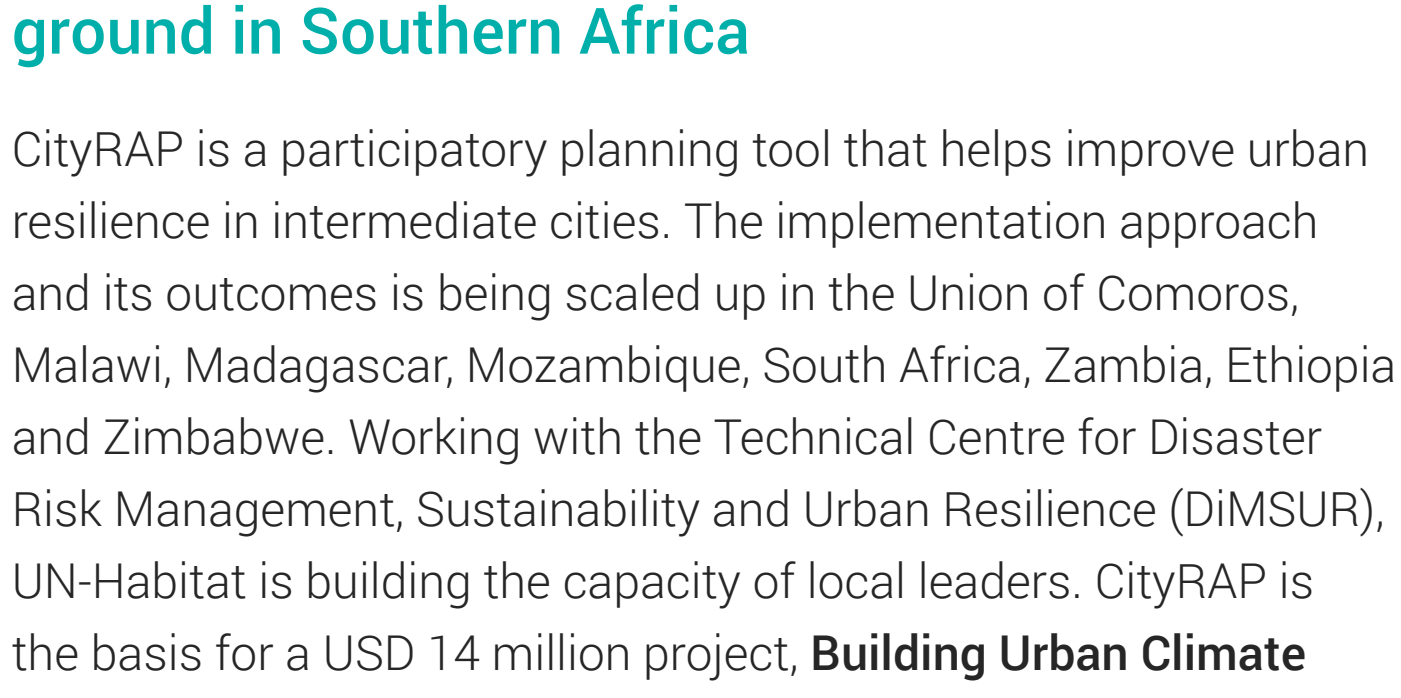 ground in Southern Africa
CityRAP is a participatory planning tool that helps improve urban
resilience in intermediate cities. The implementation approach
and its outcomes is being scaled up in the Union of Comoros,
Malawi, Madagascar, Mozambique, South Africa, Zambia, Ethiopia
and Zimbabwe. Working with the Technical Centre for Disaster
Risk Management, Sustainability and Urban Resilience (DiMSUR),
UN-Habitat is building the capacity of local leaders. CityRAP is
the basis for a USD 14 million project, Building Urban Climate